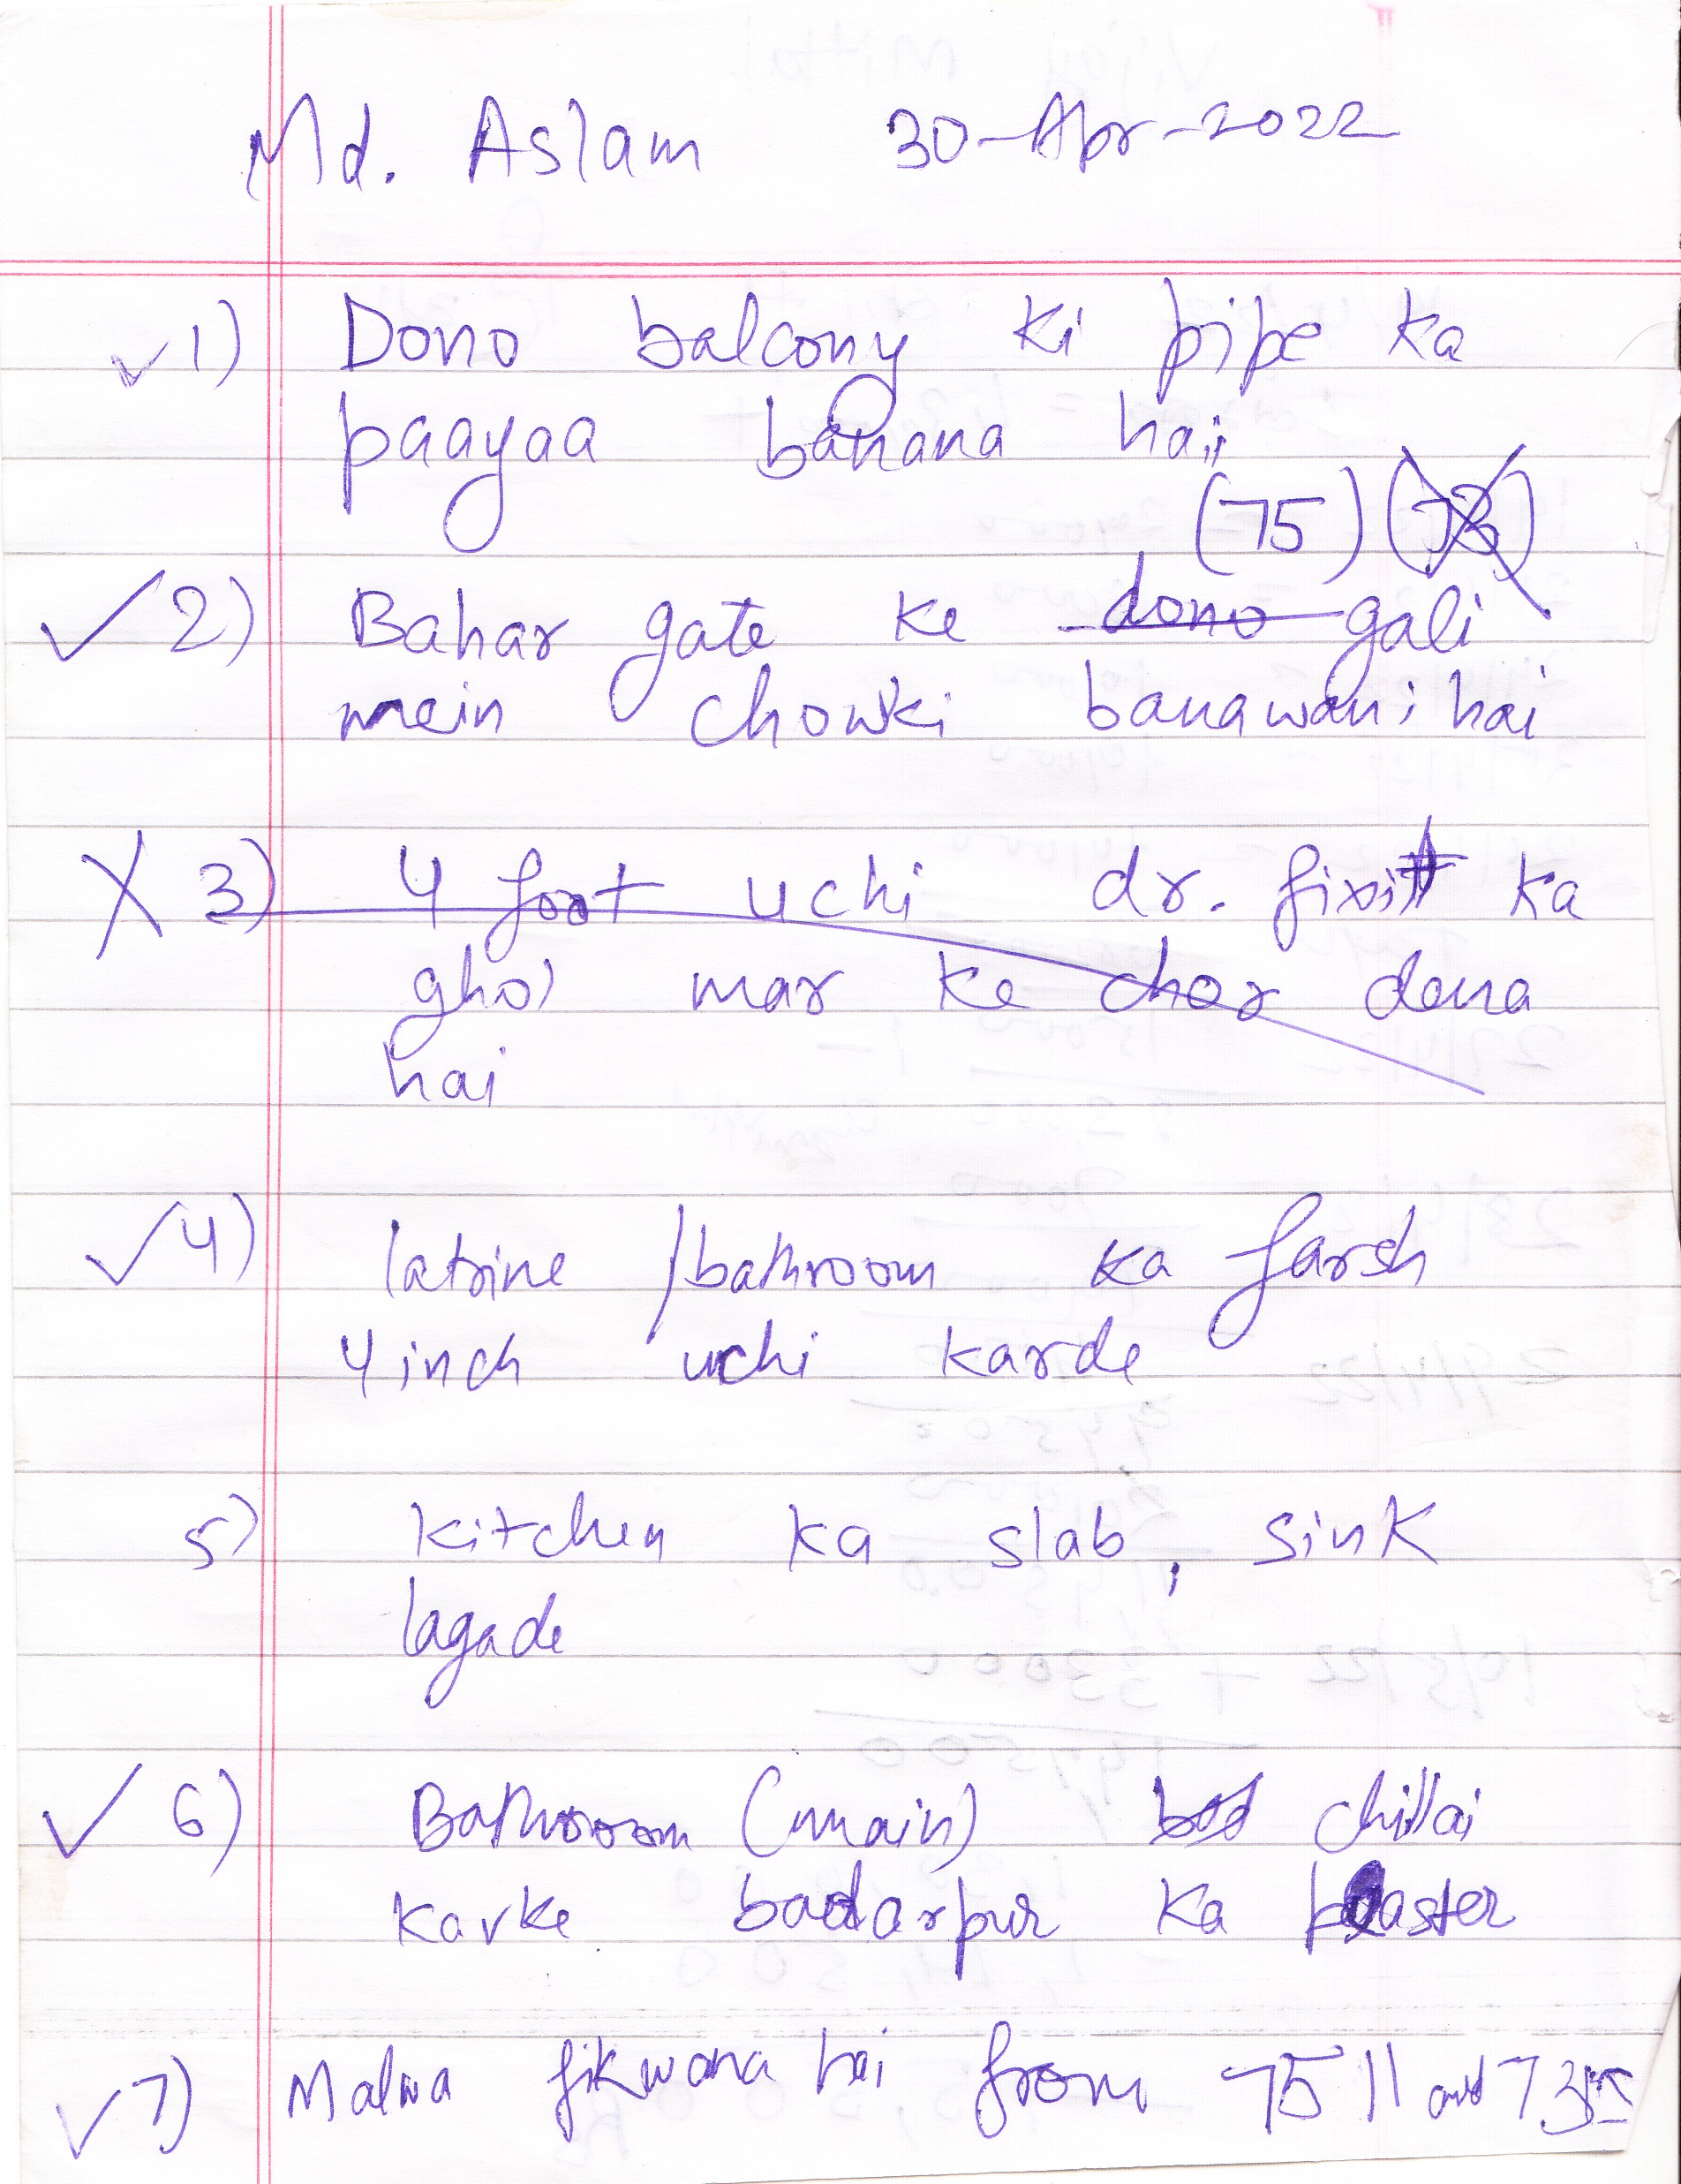 Md. Aslam 30-Apr-2022
1) Dono balcony ki pipe ka
paayaa banana hai
(75) (73)
2) Bahar gate ke dono gali
mein chowki banawani hai
3) 4 foot uchi dr. fixit ka
ghol mar ke chor dena
hai
4) latrine /bathroom ka farsh
4 inch uchi karde
5) kitchen ka slab, sink
lagade
6) Bathroom (main) chillai
karke badarpur ka plaster
7) Malwa fikwana hai from 75 and 73